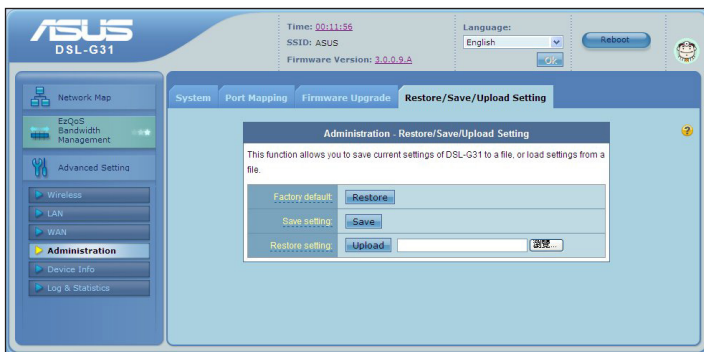 ASUS
DSL-G31
Time: 00:11:56
SSID: ASUS
Firmware Version: 3.0.0.9.A
Language:
English
OK
Reboot
Network Map
EzQoS
Bandwidth
Management
Advanced Setting
Wireless
LAN
WAN
Administration
Device Info
Log & Statistics
System
Port Mapping
Firmware Upgrade
Restore/Save/Upload Setting
Administration - Restore/Save/Upload Setting
This function allows you to save current settings of DSL-G31 to a file, or load settings from a
file.
Factory default:
Restore
Save setting:
Save
Restore setting:
Upload
瀏覽...